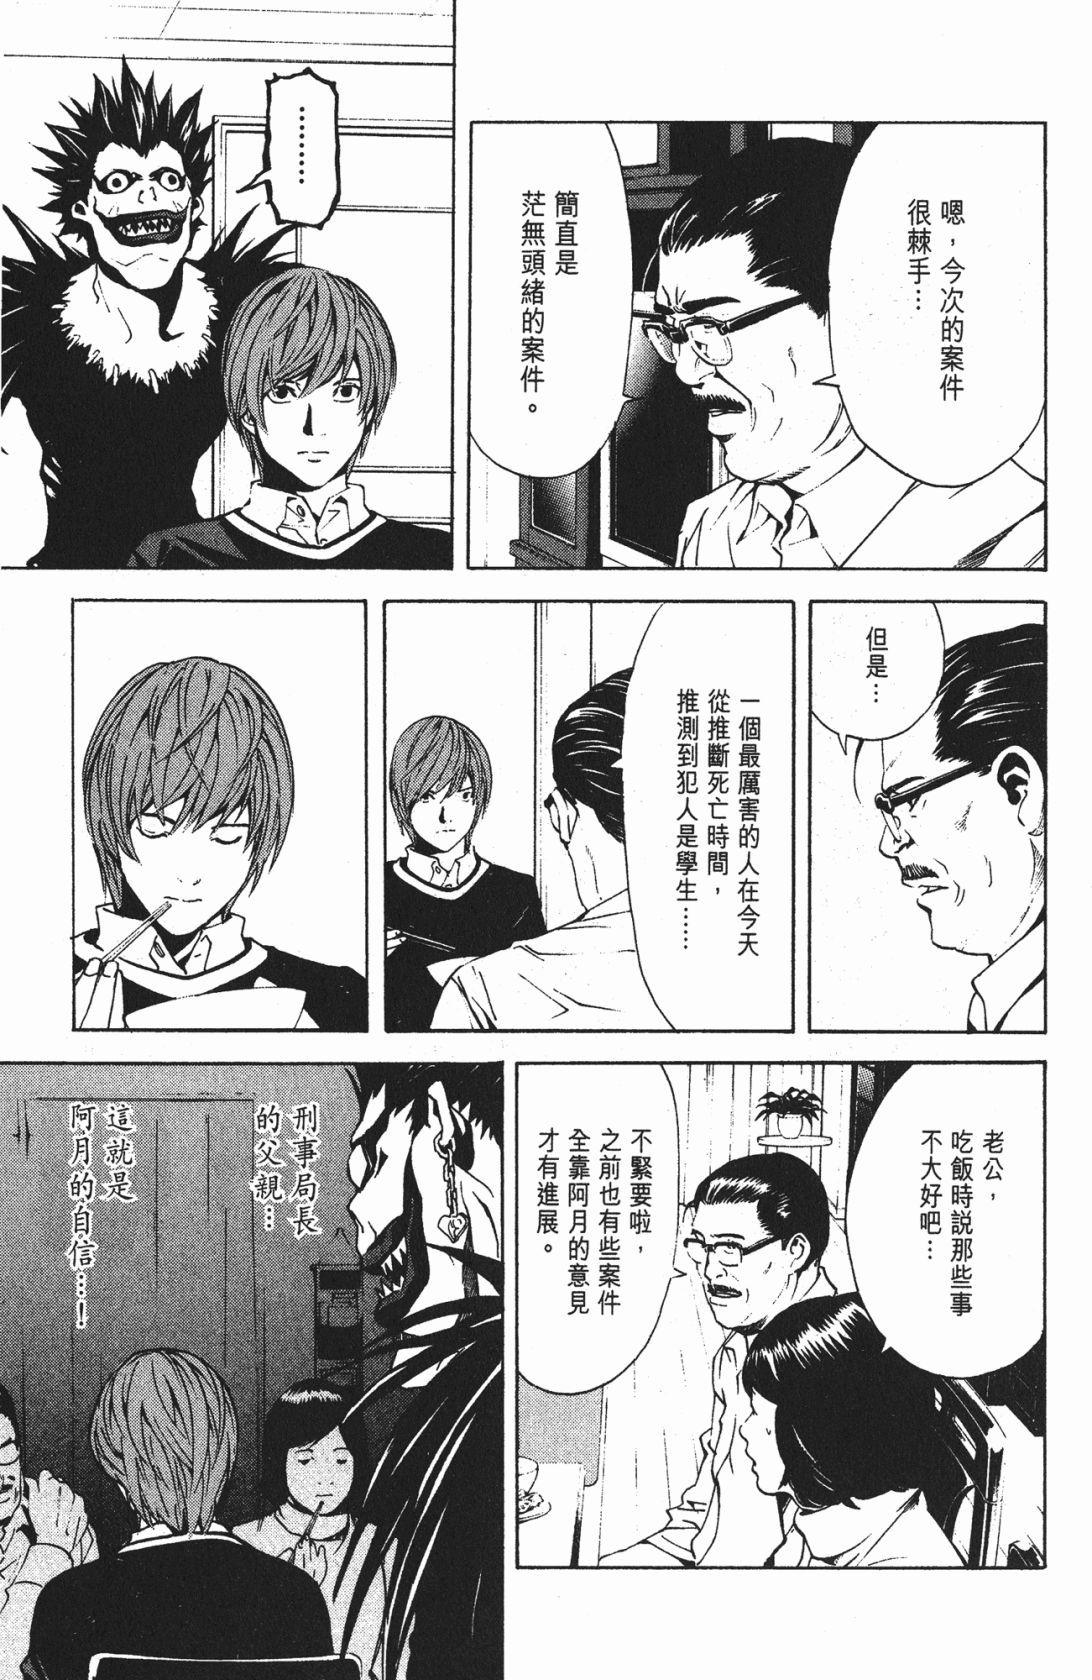 嗯，今次的案件
很棘手…
簡直是
茫無頭緒的案件。
…………
但是…
一個最厲害的人在今天
從推斷死亡時間，
推測到犯人是學生……
老公，
吃飯時説那些事
不大好吧…
不緊要啦，
之前也有些案件
全靠阿月的意見
才有進展。
刑事局長
的父親…
這就是
阿月的自信…！